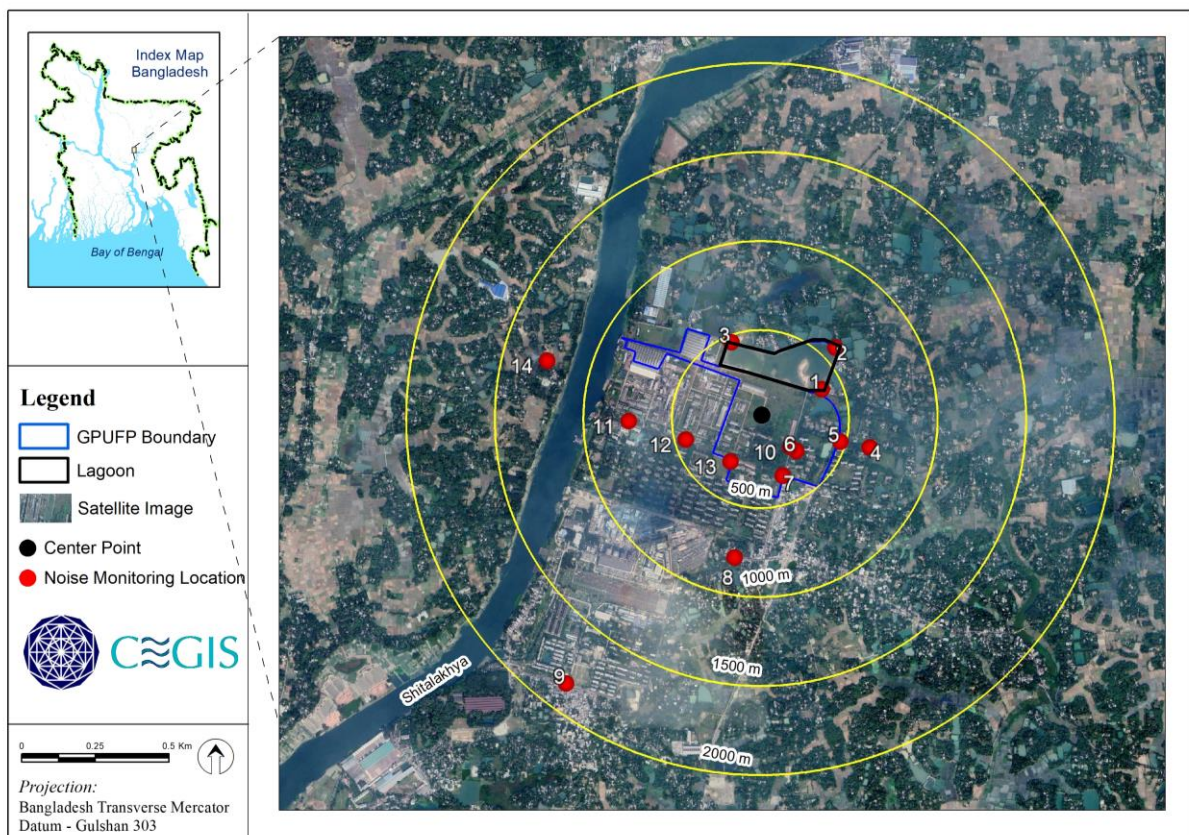 Index Map
Bangladesh
Bay of Bengal
Legend
GPUFP Boundary
Lagoon
Satellite Image
Center Point
Noise Monitoring Location
CEGIS
0 0.25 0.5 Km
Projection:
Bangladesh Transverse Mercator
Datum - Gulshan 303
3
2
14
1
11
12
10
6
5
4
13
7
500 m
8
1000 m
1500 m
Shitalakhya
9
2000 m